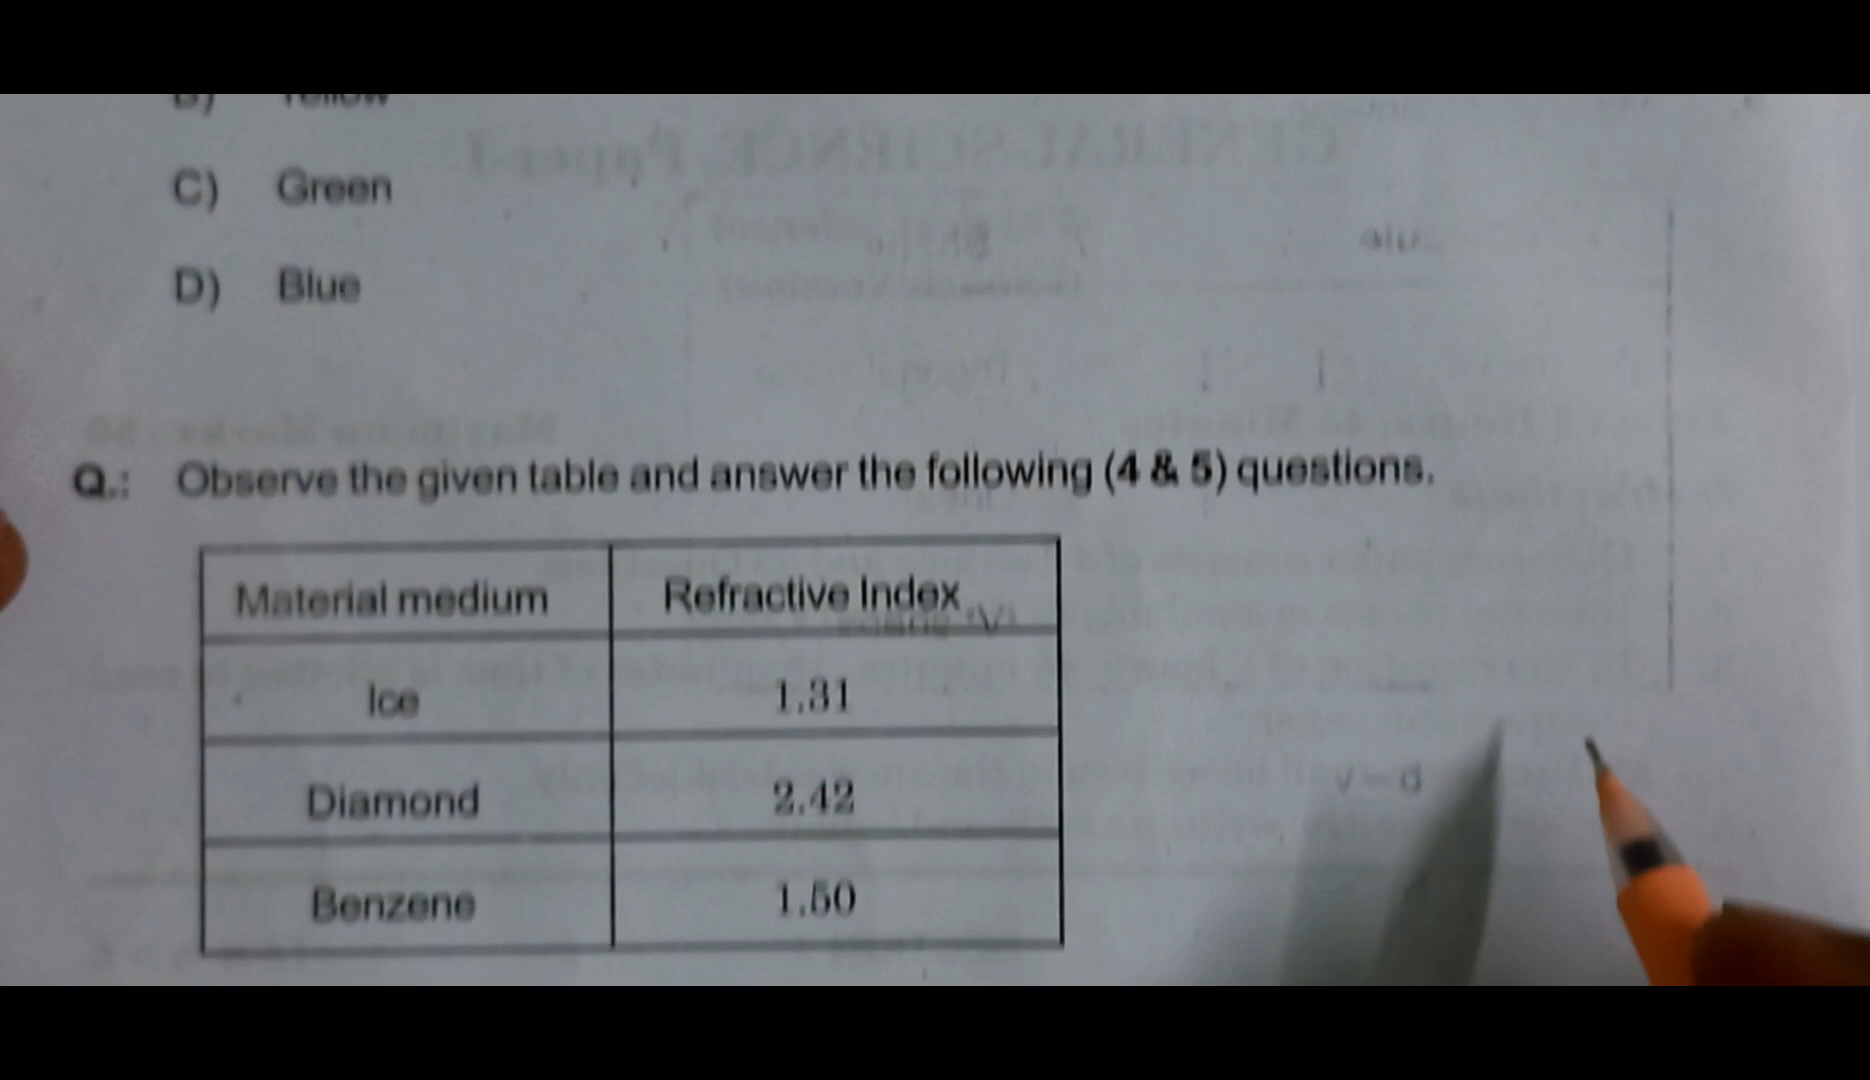 B) Yellow
C) Green
D) Blue
Q.: Observe the given table and answer the following (4 & 5) questions.
Material medium Refractive Index
Ice 1.31
Diamond 2.42
Benzene 1.50